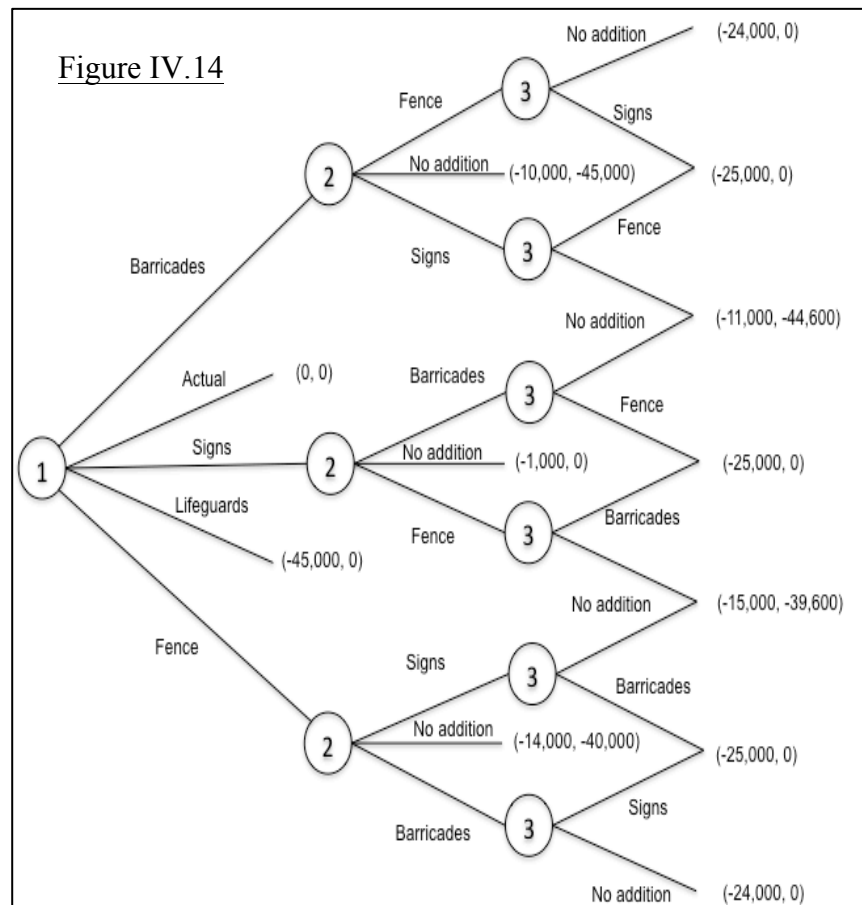 No addition
(-24,000, 0)
Figure IV.14
3
Fence
Signs
No addition
(-10,000, -45,000)
(-25,000, 0)
2
Fence
3
Signs
Barricades
No addition
(-11,000, -44,600)
Actual
(0, 0)
Barricades
3
Fence
Signs
No addition
(-1,000, 0)
(-25,000, 0)
1
2
Lifeguards
Barricades
3
Fence
(-45,000, 0)
No addition
(-15,000, -39,600)
Fence
Signs
3
Barricades
No addition
(-14,000, -40,000)
(-25,000, 0)
2
Signs
Barricades
3
No addition
(-24,000, 0)